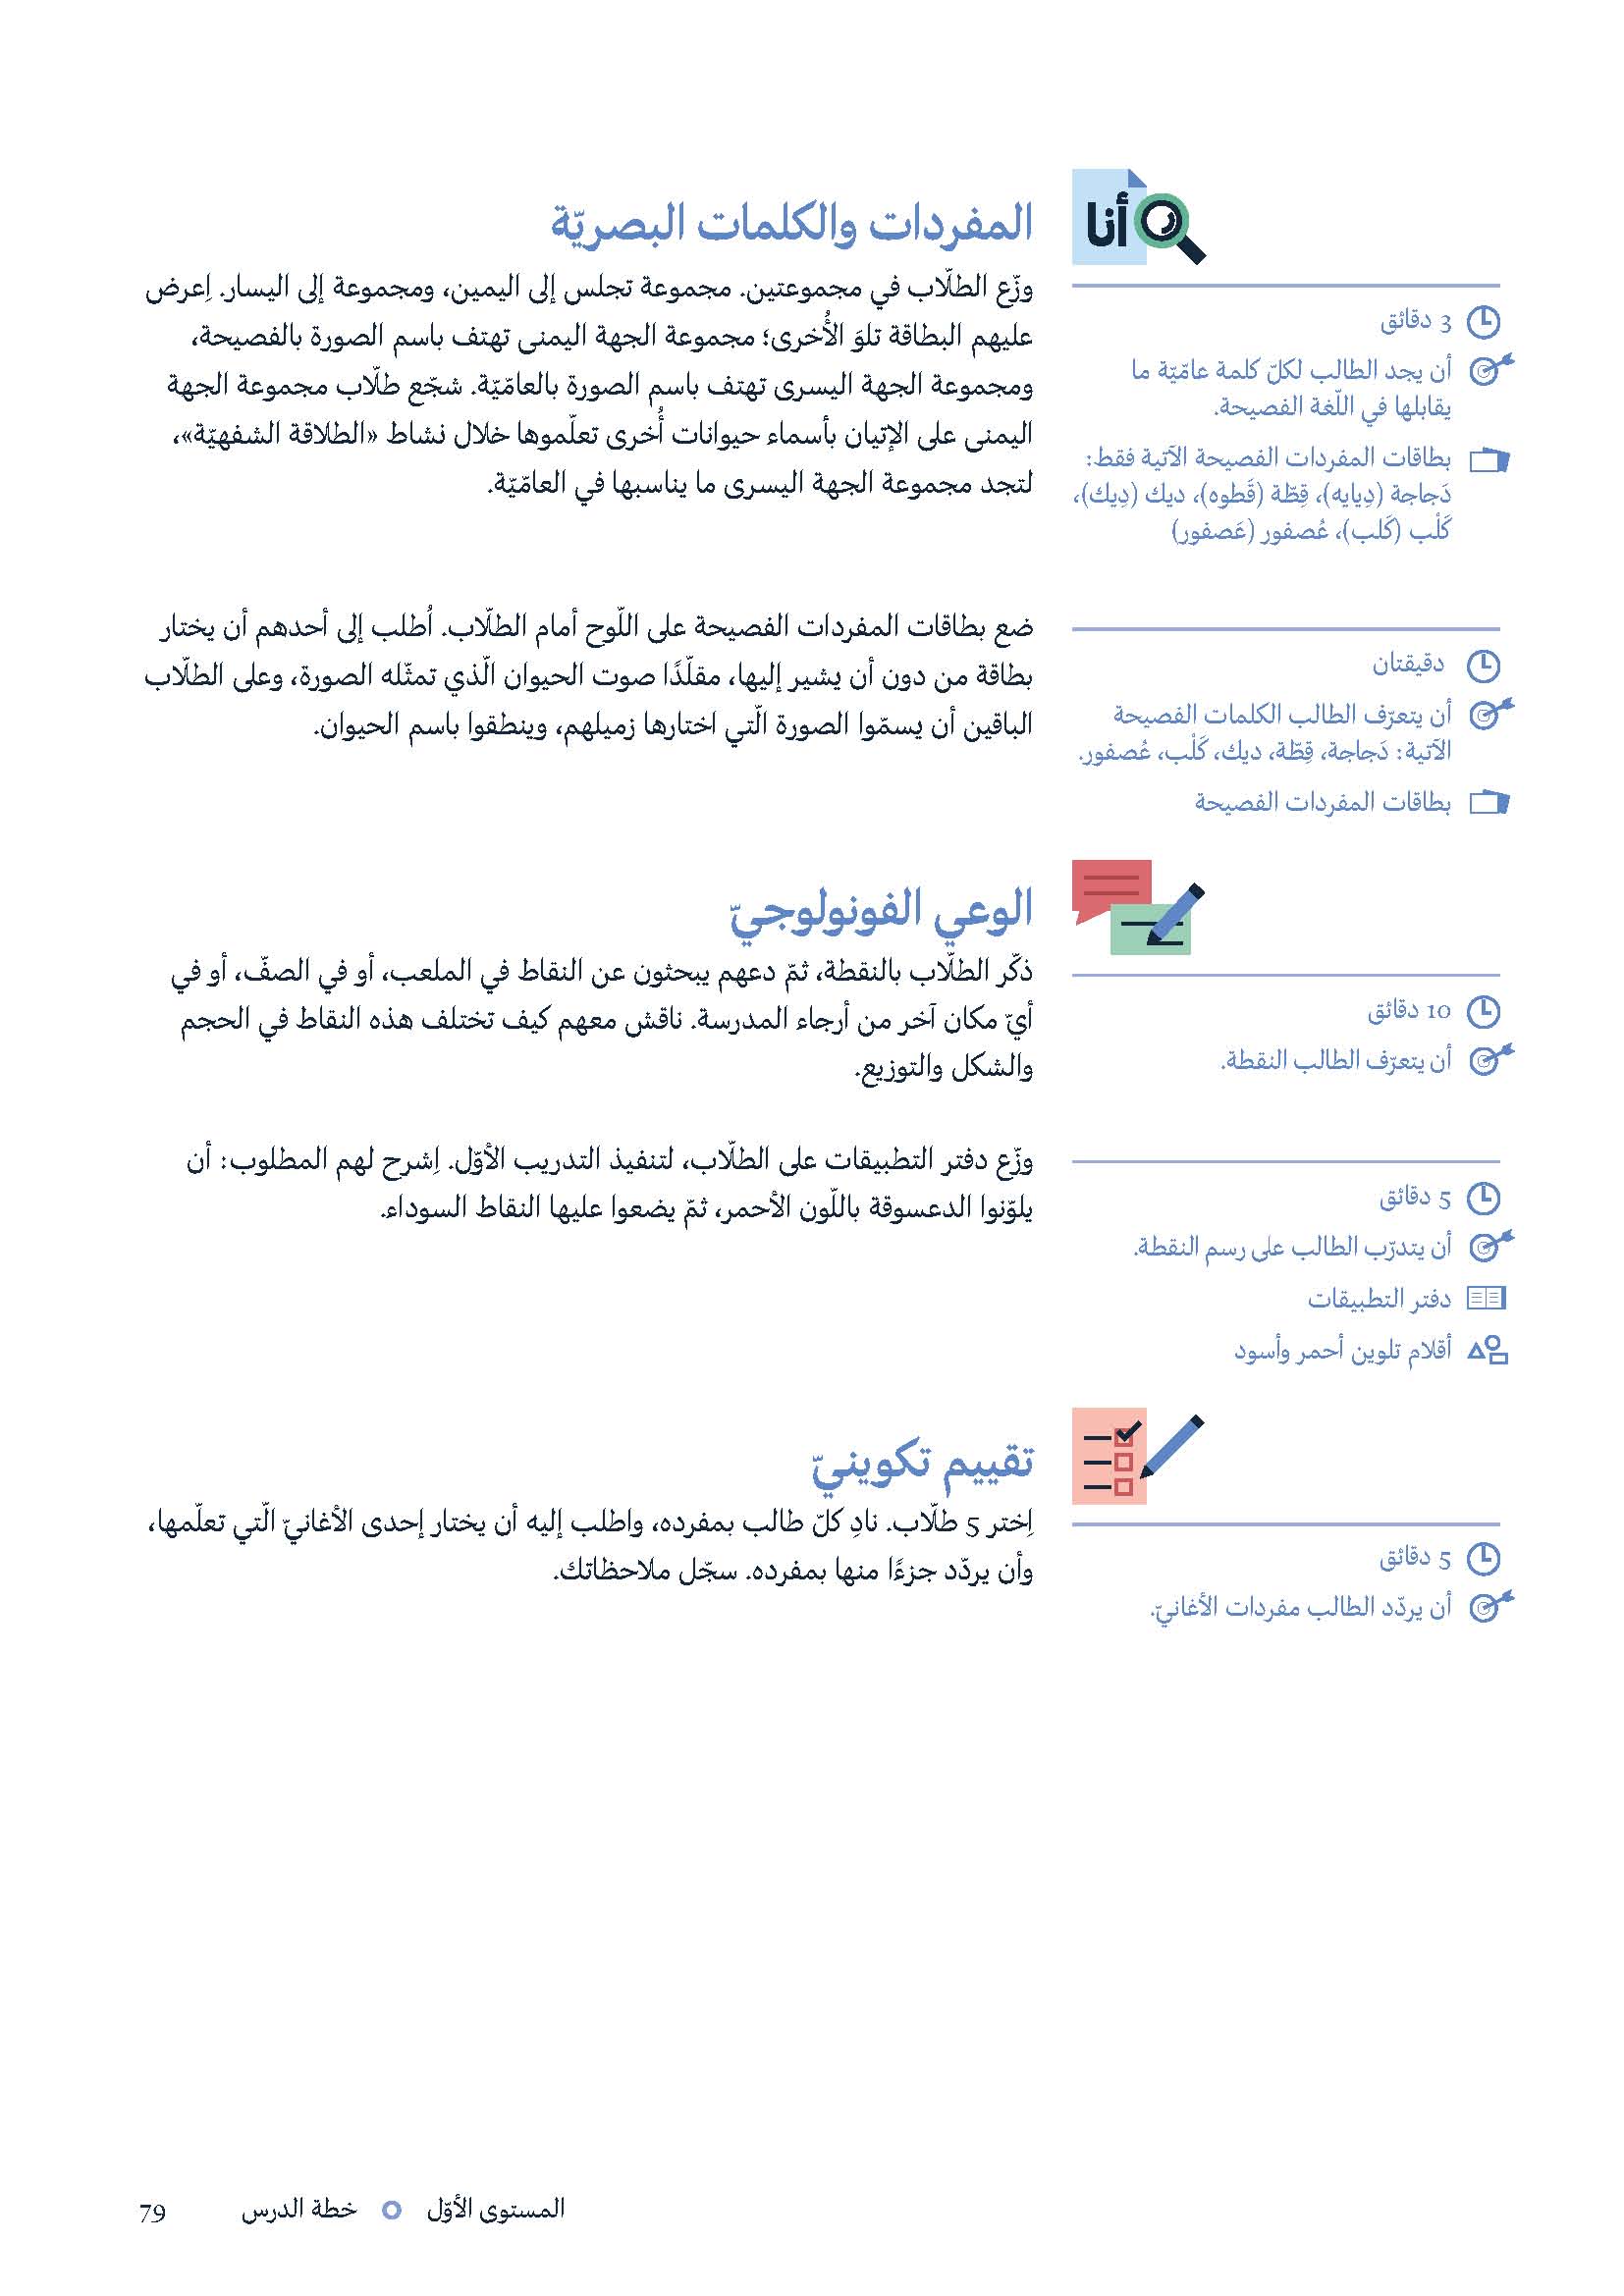 أنا
المفردات والكلمات البصريّة
3 دقائق
أن يجد الطالب لكلّ كلمة عامّيّة ما
يقابلها في اللّغة الفصيحة.
بطاقات المفردات الفصيحة الآتية فقط:
دَجاجة (دِيايه)، قِطّة (قَطوه)، ديك (دِيك)،
كَلْب (كَلب)، عُصفور (عَصفور)
وزّع الطلّاب في مجموعتين. مجموعة تجلس إلى اليمين، ومجموعة إلى اليسار. اِعرض
عليهم البطاقة تلوَ الأُخرى؛ مجموعة الجهة اليمنى تهتف باسم الصورة بالفصيحة،
ومجموعة الجهة اليسرى تهتف باسم الصورة بالعامّيّة. شجّع طلّاب مجموعة الجهة
اليمنى على الإتيان بأسماء حيوانات أُخرى تعلّموها خلال نشاط «الطلاقة الشفهيّة»،
لتجد مجموعة الجهة اليسرى ما يناسبها في العامّيّة.
دقيقتان
أن يتعرّف الطالب الكلمات الفصيحة
الآتية: دَجاجة، قِطّة، ديك، كَلْب، عُصفور.
بطاقات المفردات الفصيحة
ضع بطاقات المفردات الفصيحة على اللّوح أمام الطلّاب. اُطلب إلى أحدهم أن يختار
بطاقة من دون أن يشير إليها، مقلّدًا صوت الحيوان الّذي تمثّله الصورة، وعلى الطلّاب
الباقين أن يسمّوا الصورة الّتي اختارها زميلهم، وينطقوا باسم الحيوان.
الوعي الفونولوجيّ
10 دقائق
أن يتعرّف الطالب النقطة.
ذكّر الطلّاب بالنقطة، ثمّ دعهم يبحثون عن النقاط في الملعب، أو في الصفّ، أو في
أيّ مكان آخر من أرجاء المدرسة. ناقش معهم كيف تختلف هذه النقاط في الحجم
والشكل والتوزيع.
5 دقائق
أن يتدرّب الطالب على رسم النقطة.
دفتر التطبيقات
أقلام تلوين أحمر وأسود
وزّع دفتر التطبيقات على الطلّاب، لتنفيذ التدريب الأوّل. اِشرح لهم المطلوب: أن
يلوّنوا الدعسوقة باللّون الأحمر، ثمّ يضعوا عليها النقاط السوداء.
تقييم تكوينيّ
5 دقائق
أن يردّد الطالب مفردات الأغانيّ.
اِختر 5 طلّاب. نادِ كلّ طالب بمفرده، واطلب إليه أن يختار إحدى الأغانيّ الّتي تعلّمها،
وأن يردّد جزءًا منها بمفرده. سجّل ملاحظاتك.
المستوى الأوّل خطة الدرس 79